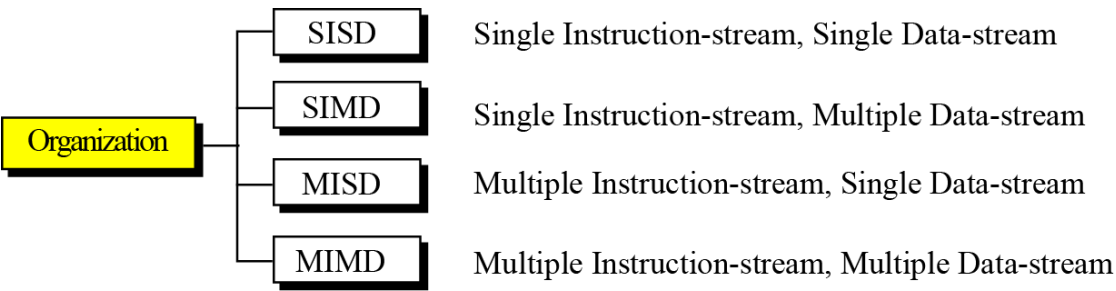 SISD Single Instruction-stream, Single Data-stream
SIMD Single Instruction-stream, Multiple Data-stream
Organization
MISD Multiple Instruction-stream, Single Data-stream
MIMD Multiple Instruction-stream, Multiple Data-stream